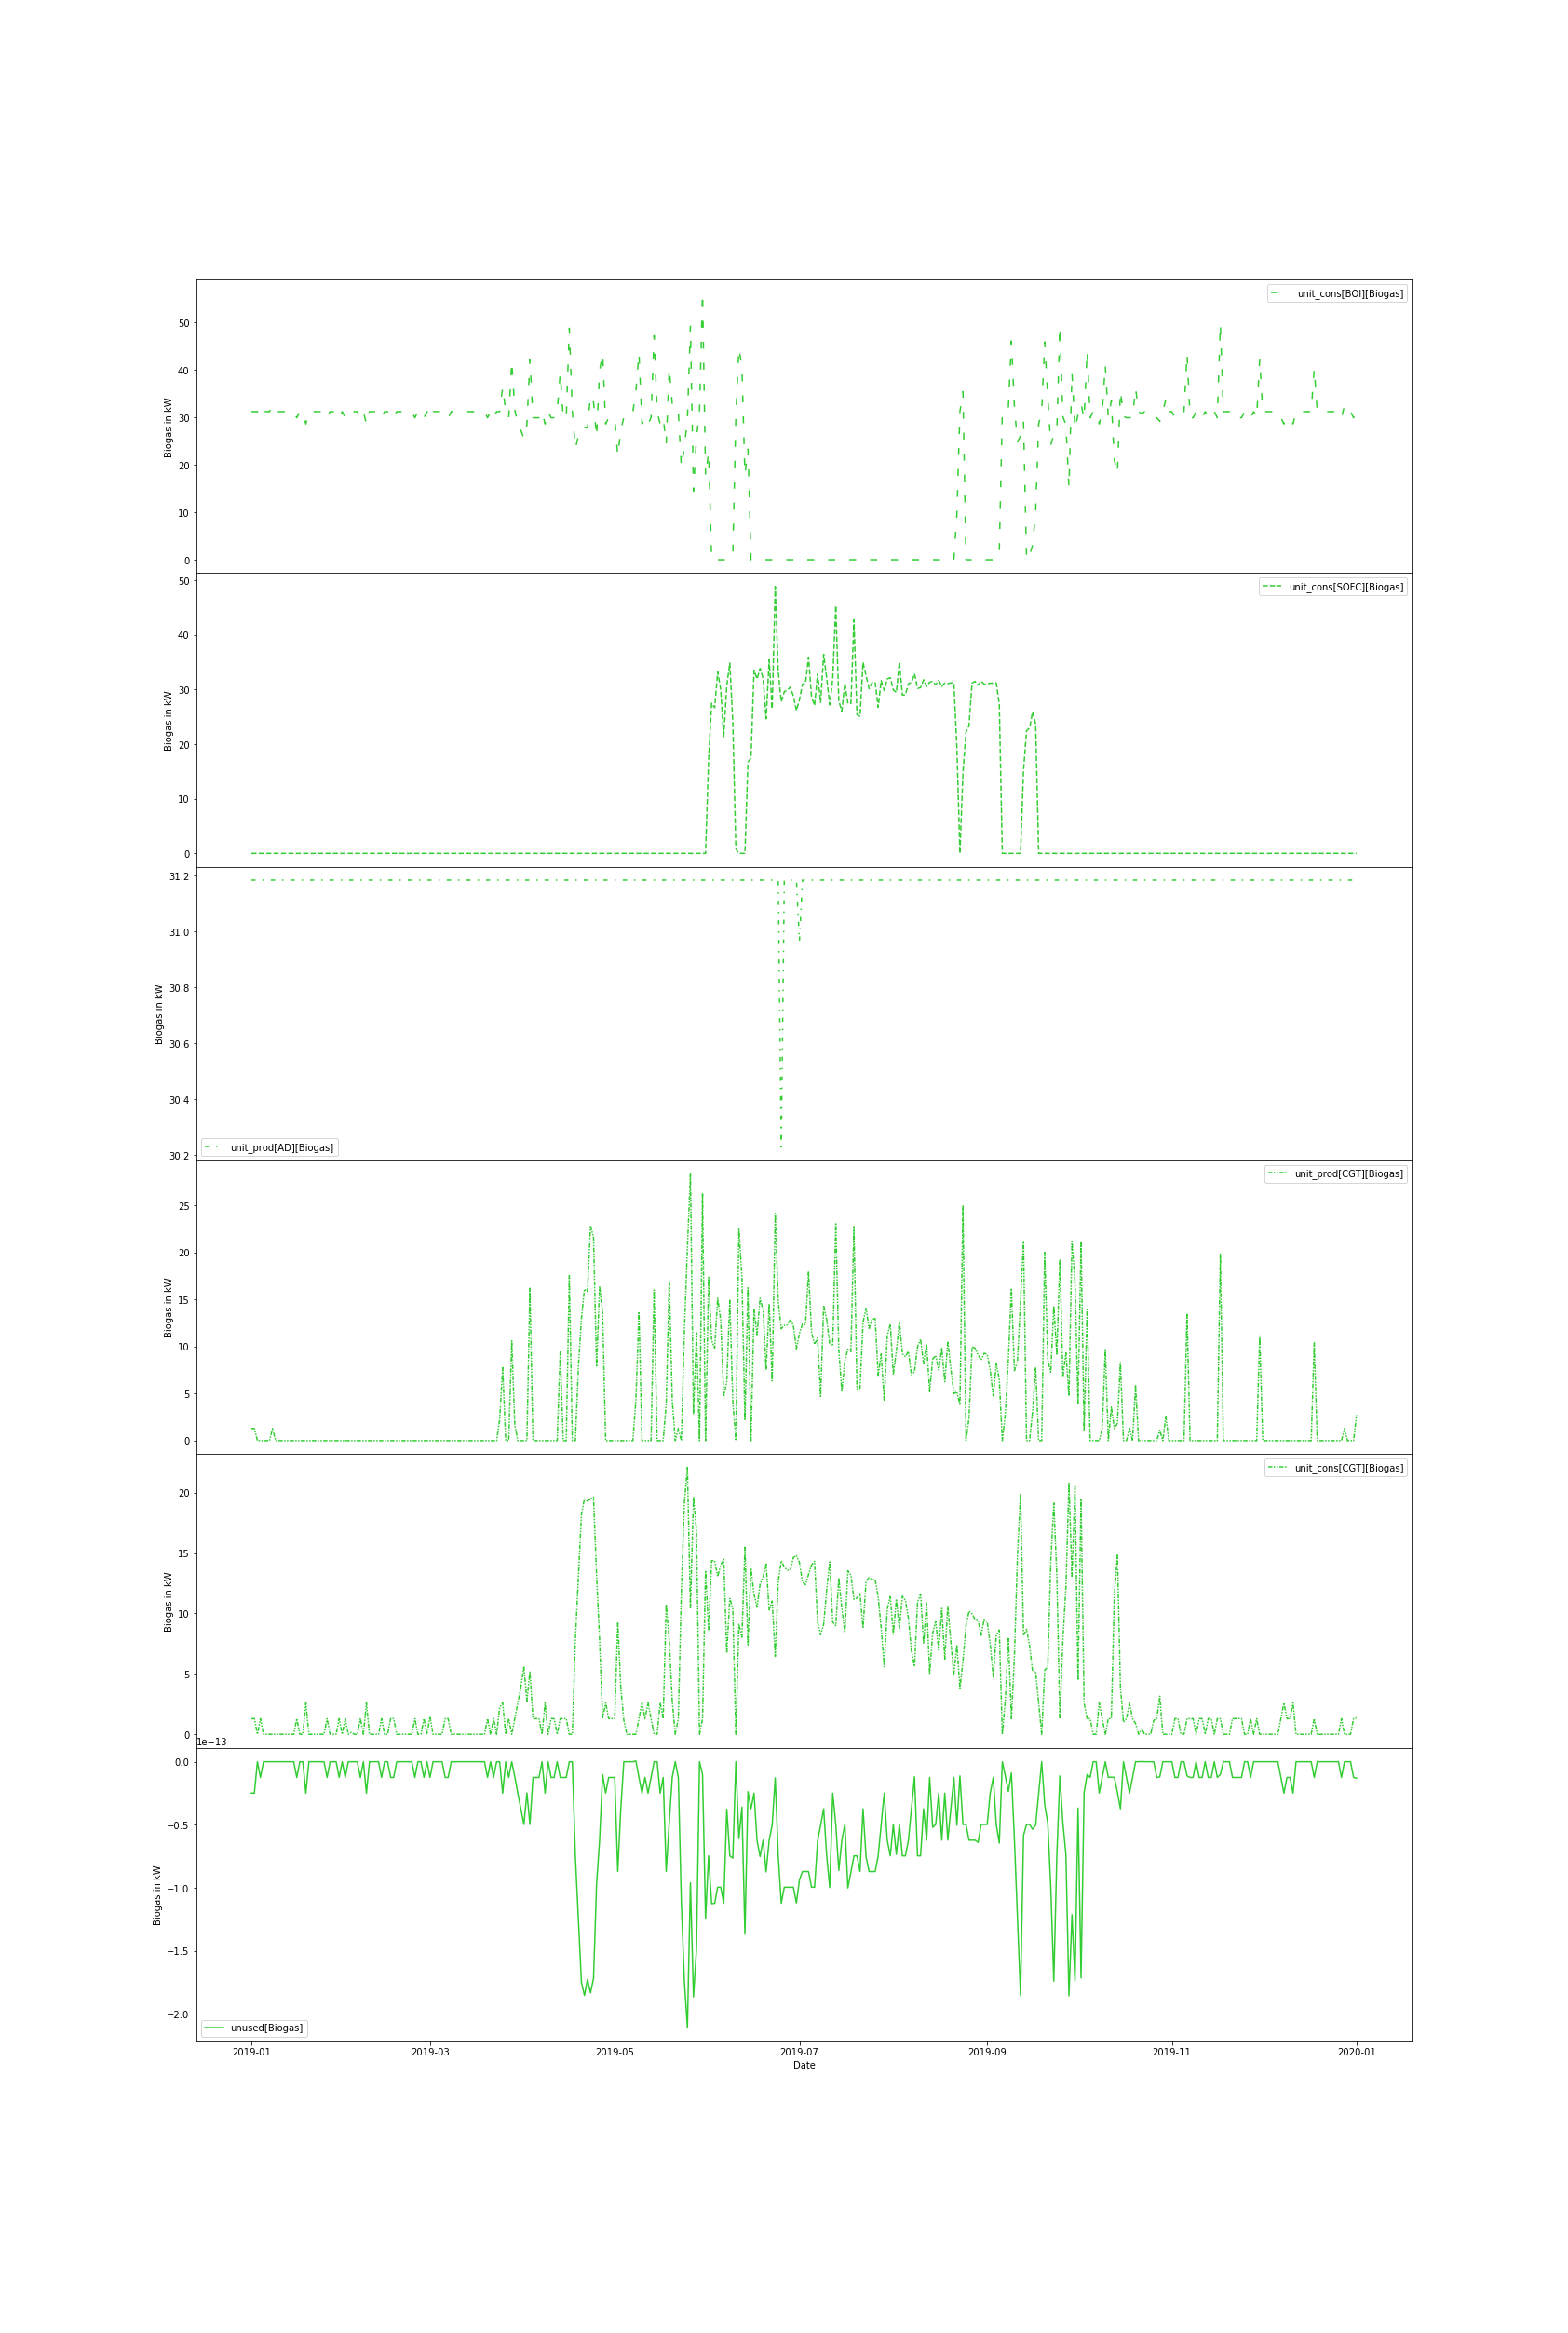 unit_cons[BOI][Biogas]
Biogas in kW
50
40
30
20
10
0
unit_cons[SOFC][Biogas]
Biogas in kW
50
40
30
20
10
0
unit_prod[AD][Biogas]
Biogas in kW
31.2
31.0
30.8
30.6
30.4
30.2
unit_prod[CGT][Biogas]
Biogas in kW
25
20
15
10
5
0
unit_cons[CGT][Biogas]
Biogas in kW
20
15
10
5
0
1e−13
Biogas in kW
0.0
−0.5
−1.0
−1.5
−2.0
unused[Biogas]
2019-01 2019-03 2019-05 2019-07 2019-09 2019-11 2020-01
Date